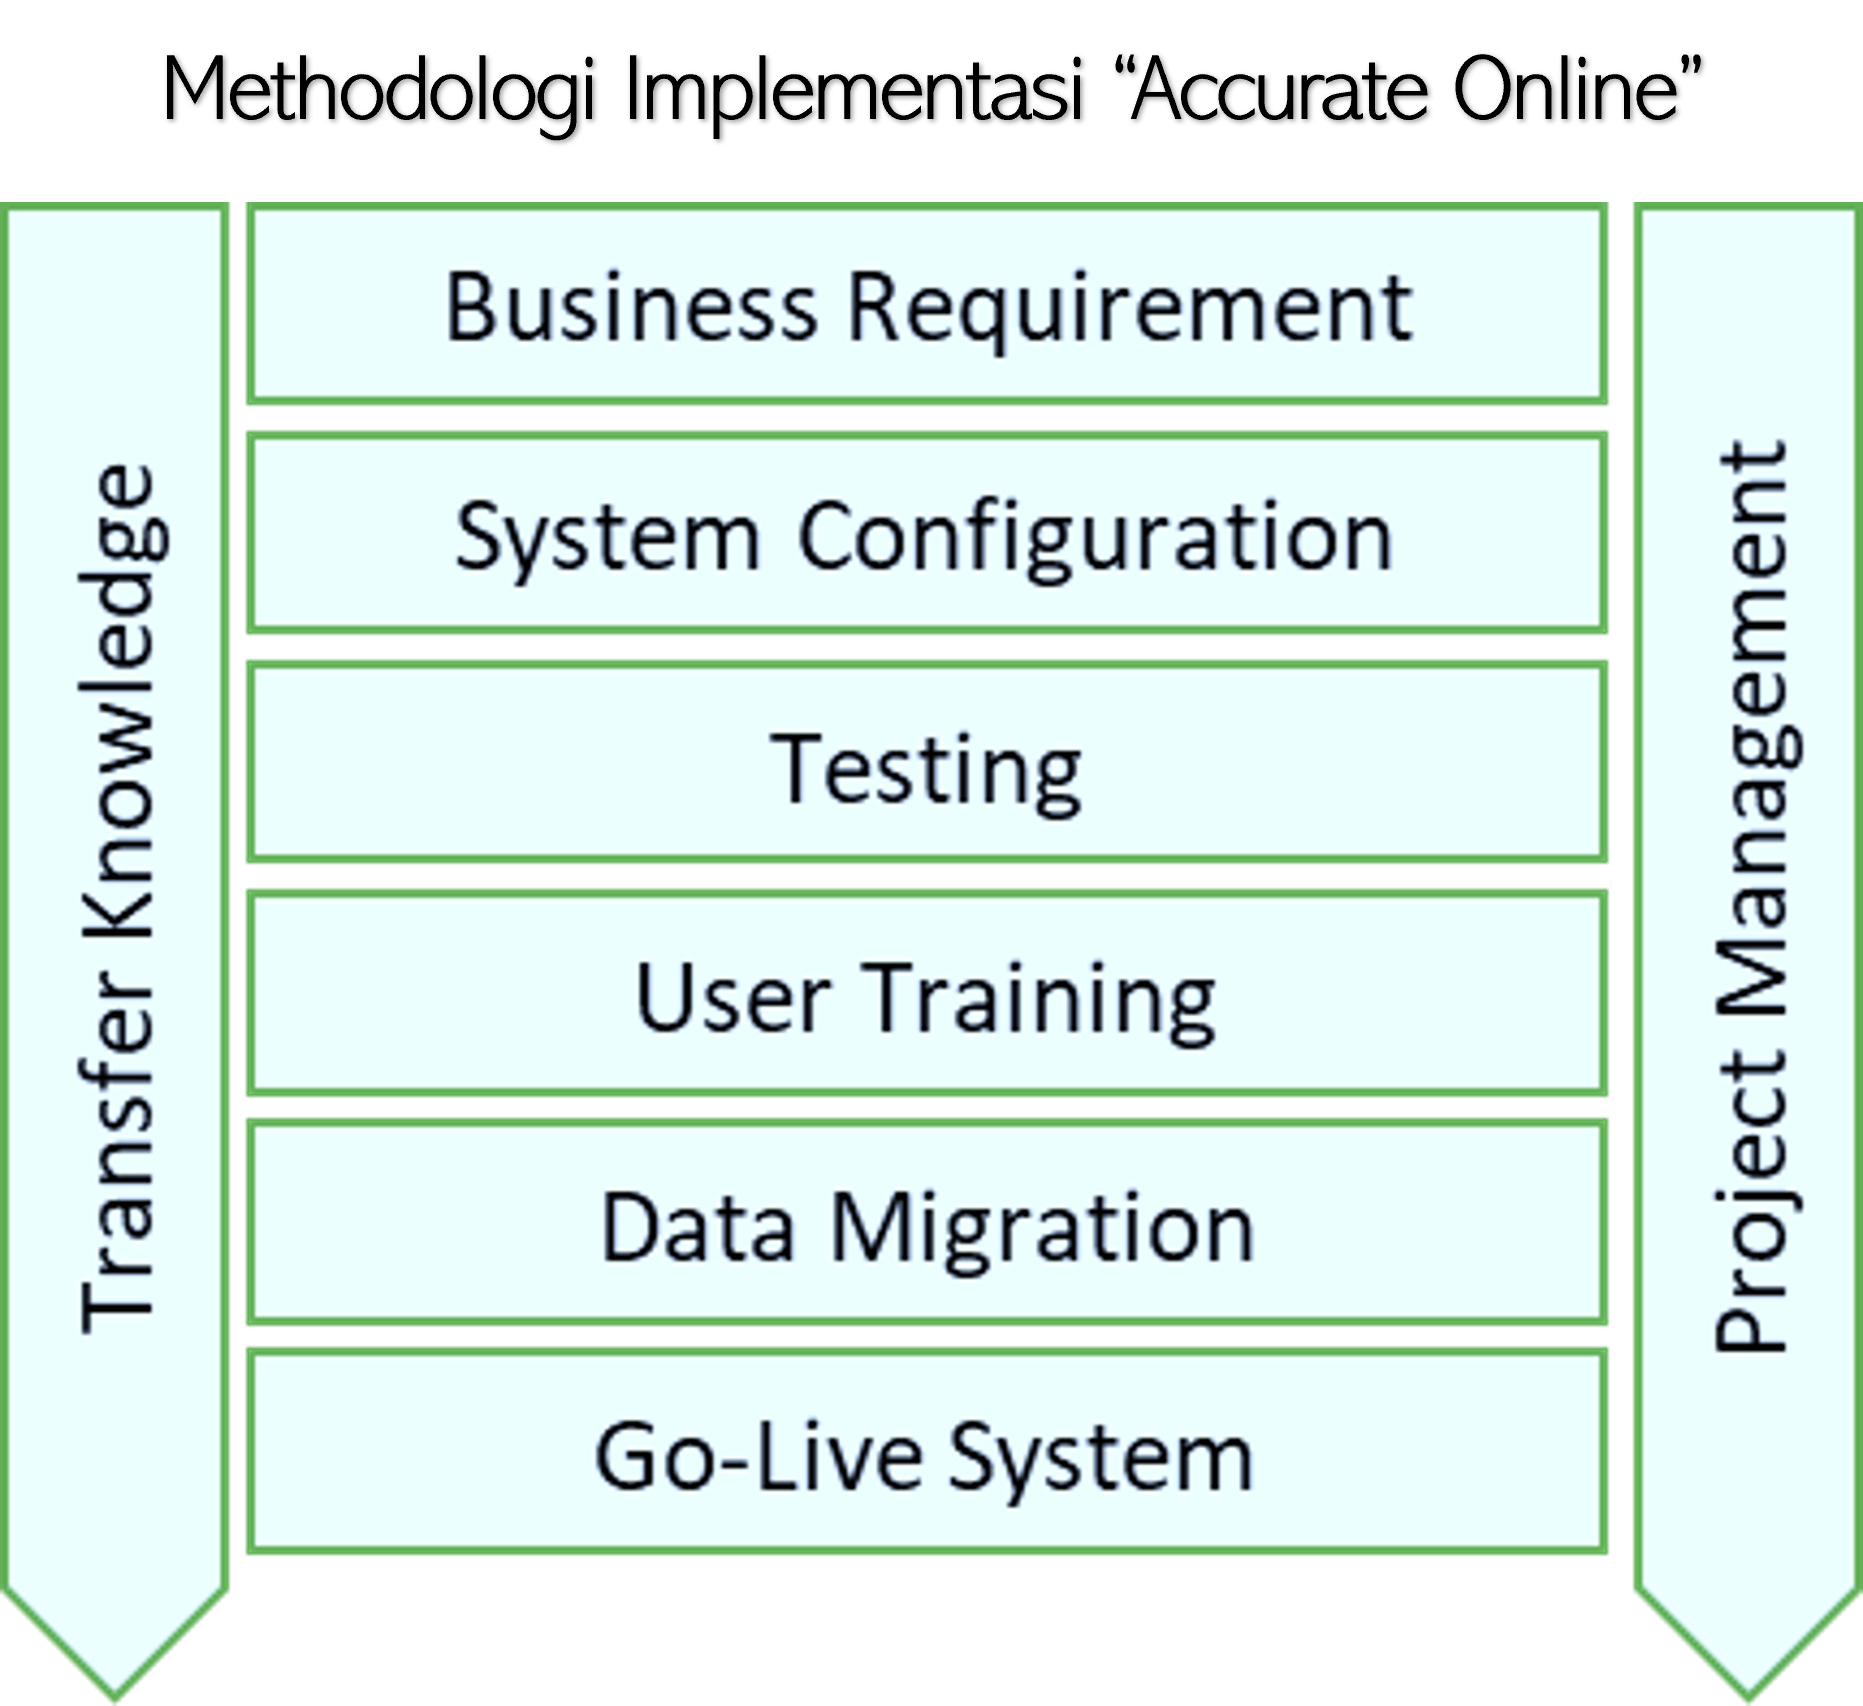 Methodologi Implementasi “Accurate Online”
Transfer Knowledge
Business Requirement
System Configuration
Testing
User Training
Data Migration
Go-Live System
Project Management